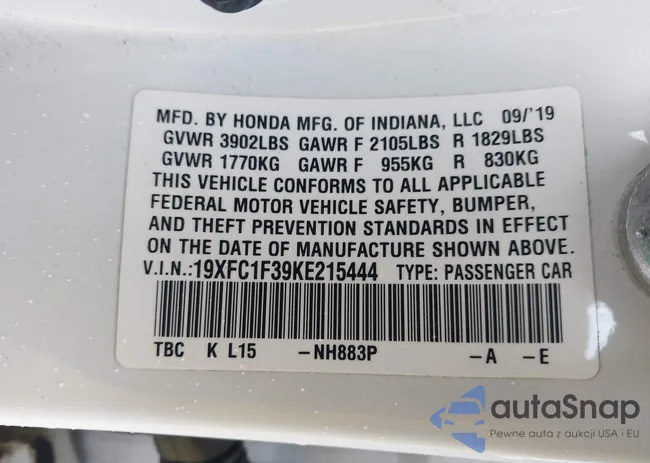 MFD. BY HONDA MFG. OF INDIANA, LLC 09/'19
GVWR 3902LBS GAWR F 2105LBS R 1829LBS
GVWR 1770KG GAWR F 955KG R 830KG
THIS VEHICLE CONFORMS TO ALL APPLICABLE
FEDERAL MOTOR VEHICLE SAFETY, BUMPER,
AND THEFT PREVENTION STANDARDS IN EFFECT
ON THE DATE OF MANUFACTURE SHOWN ABOVE.
V.I.N.:19XFC1F39KE215444 TYPE: PASSENGER CAR
TBC K L15 -NH883P -A -E
autaSnap
Pewne auta z aukcji USA i EU